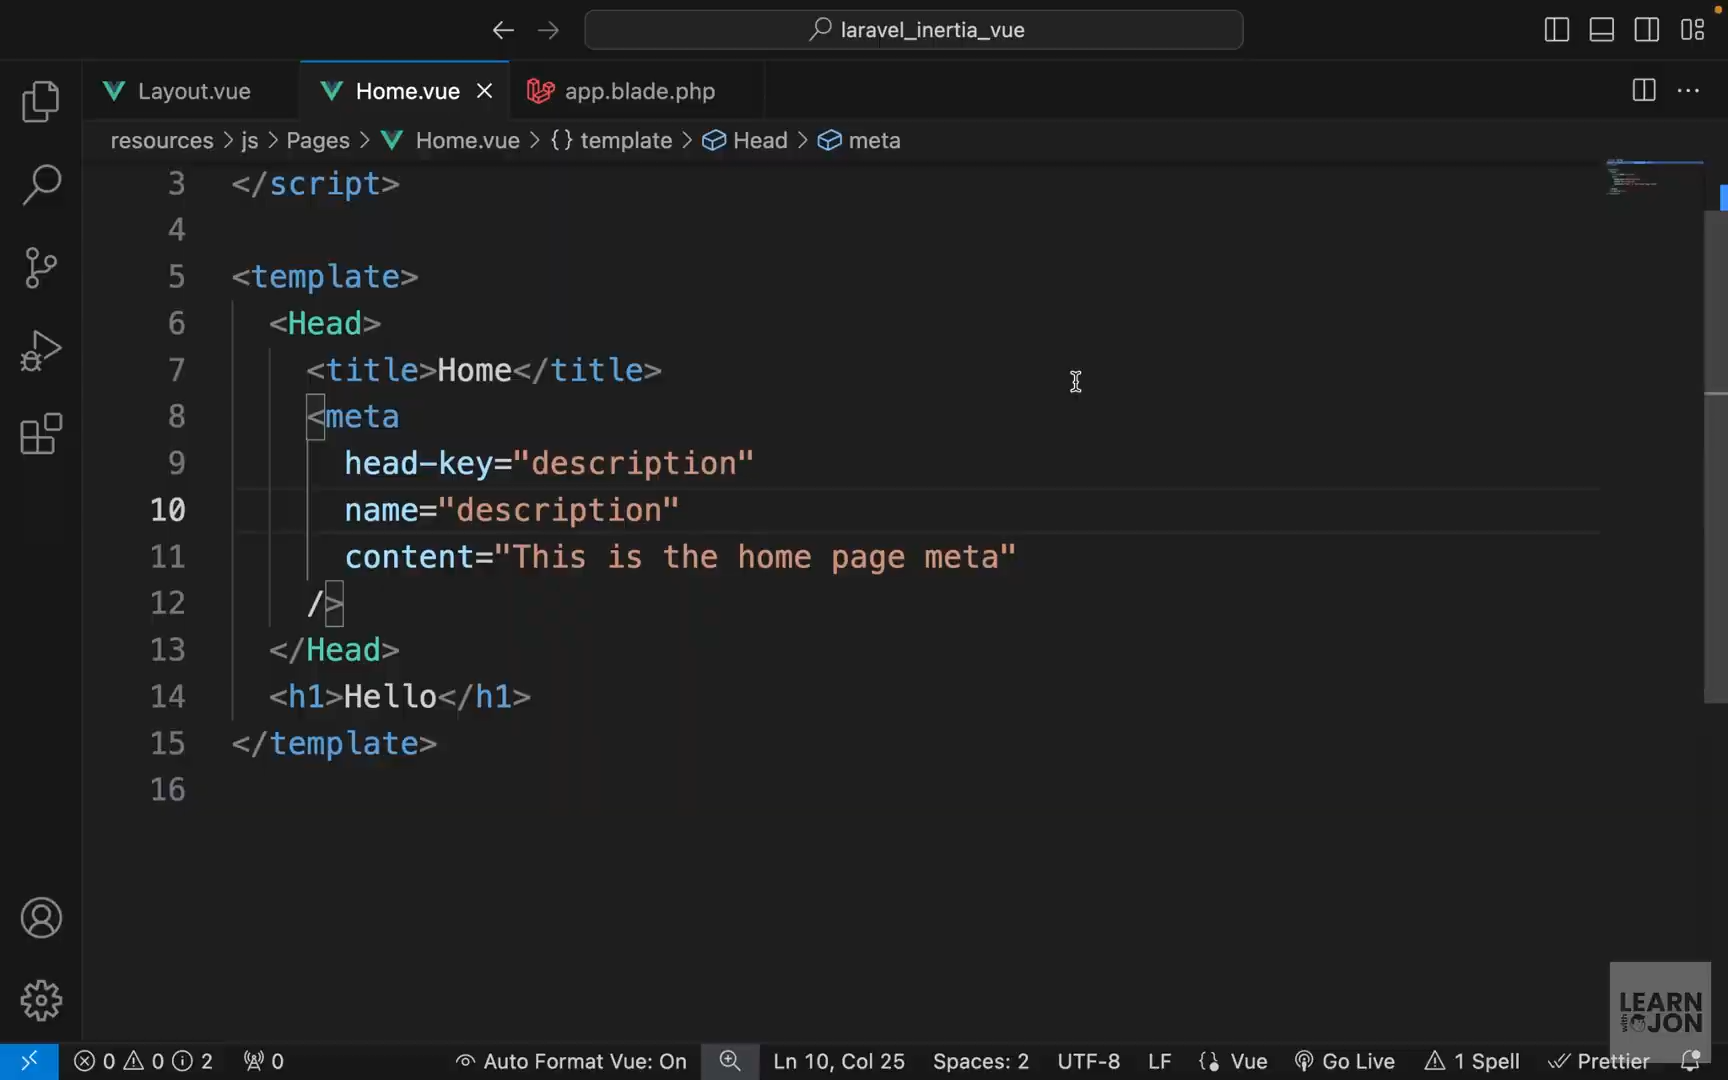 laravel_inertia_vue
Layout.vue Home.vue app.blade.php
resources > js > Pages > Home.vue > {} template > Head > meta
3 </script>
4
5 <template>
6 <Head>
7 <title>Home</title>
8 <meta
9 head-key="description"
10 name="description"
11 content="This is the home page meta"
12 />
13 </Head>
14 <h1>Hello</h1>
15 </template>
16
LEARN
with
JON
0 0 2 0 Auto Format Vue: On Ln 10, Col 25 Spaces: 2 UTF-8 LF {} Vue Go Live 1 Spell Prettier